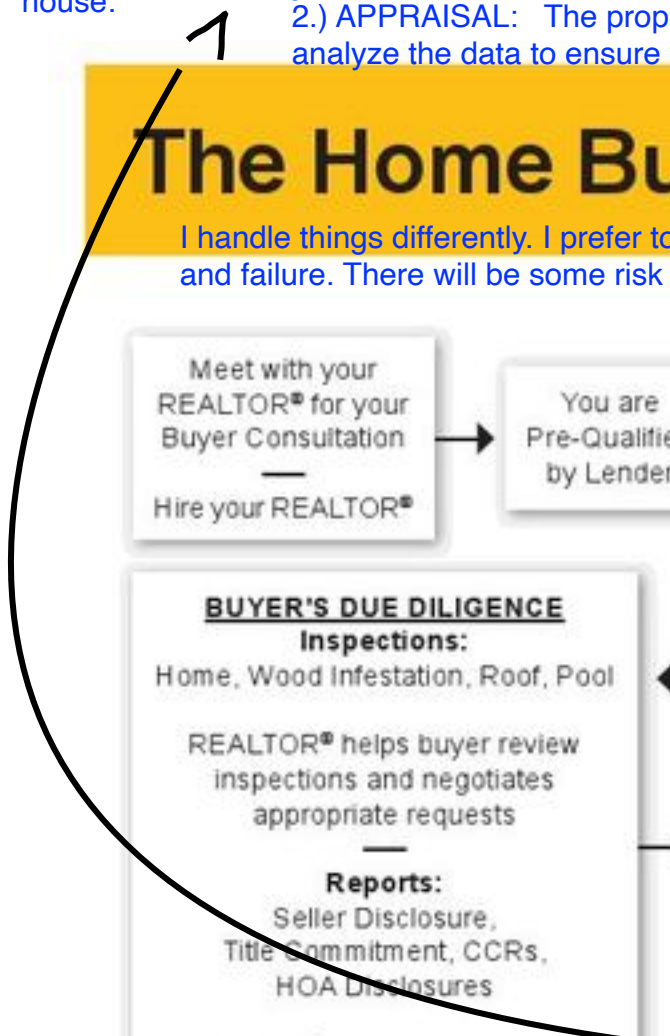 house.
2.) APPRAISAL: The prop
analyze the data to ensure
The Home Bu
I handle things differently. I prefer to
and failure. There will be some risk
Meet with your
REALTOR® for your
Buyer Consultation
Hire your REALTOR®
You are
Pre-Qualifie
by Lender
BUYER'S DUE DILIGENCE
Inspections:
Home, Wood Infestation, Roof, Pool
REALTOR® helps buyer review
inspections and negotiates
appropriate requests
Reports:
Seller Disclosure,
Title Commitment, CCRs,
HOA Disclosures